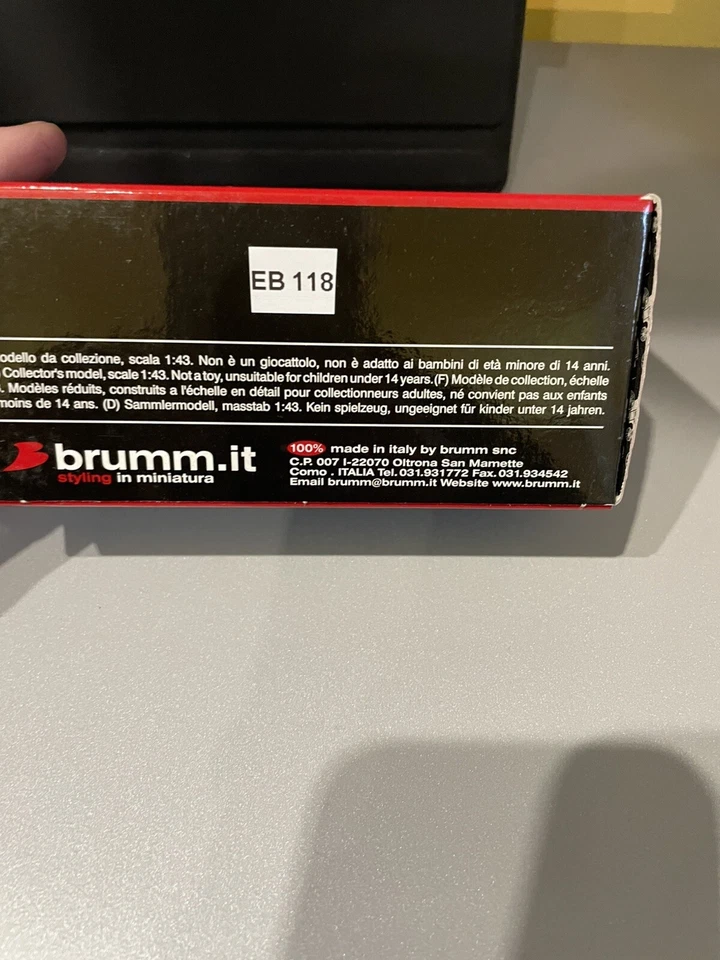 EB 118
odello da collezione, scala 1:43. Non è un giocattolo, non è adatto ai bambini di età minore di 14 anni.
Collector's model, scale 1:43. Not a toy, unsuitable for children under 14 years. (F) Modèle de collection, échelle
. Modèles réduits, construits a l'échelle en détail pour collectionneurs adultes, né convient pas aux enfants
moins de 14 ans. (D) Sammlermodell, masstab 1:43. Kein spielzeug, ungeeignet für kinder unter 14 jahren.
brumm.it
styling in miniatura
100% made in italy by brumm snc
C.P. 007 I-22070 Oltrona San Mamette
Como . ITALIA Tel. 031.931772 Fax. 031.934542
Email brumm@brumm.it Website www.brumm.it